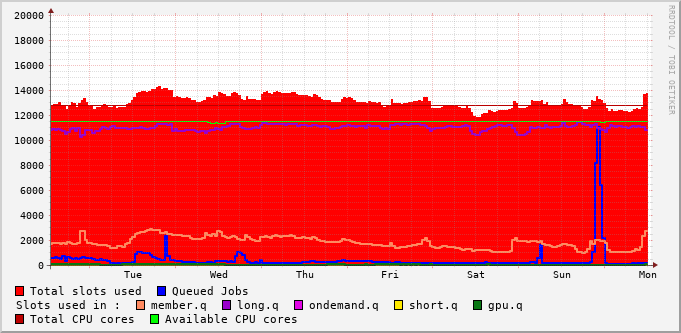 20000
18000
16000
14000
12000
10000
8000
6000
4000
2000
0
Tue Wed Thu Fri Sat Sun Mon
RRDTOOL / TOBI OETIKER
Total slots used Queued Jobs
Slots used in : member.q long.q ondemand.q short.q gpu.q
Total CPU cores Available CPU cores